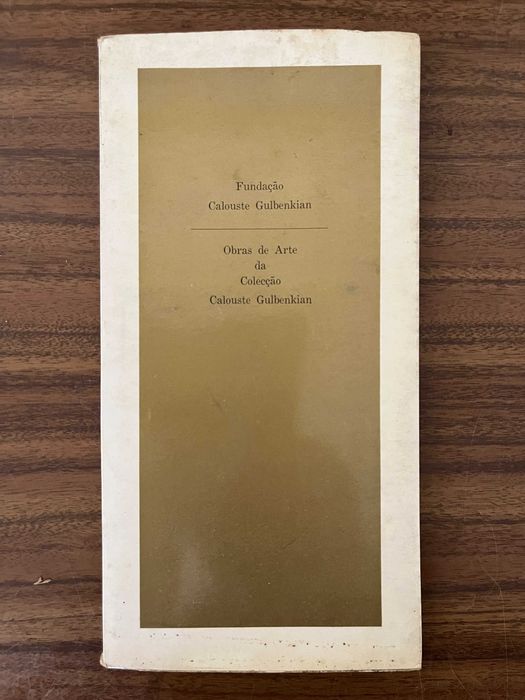 Fundação
Calouste Gulbenkian
Obras de Arte
da
Colecção
Calouste Gulbenkian